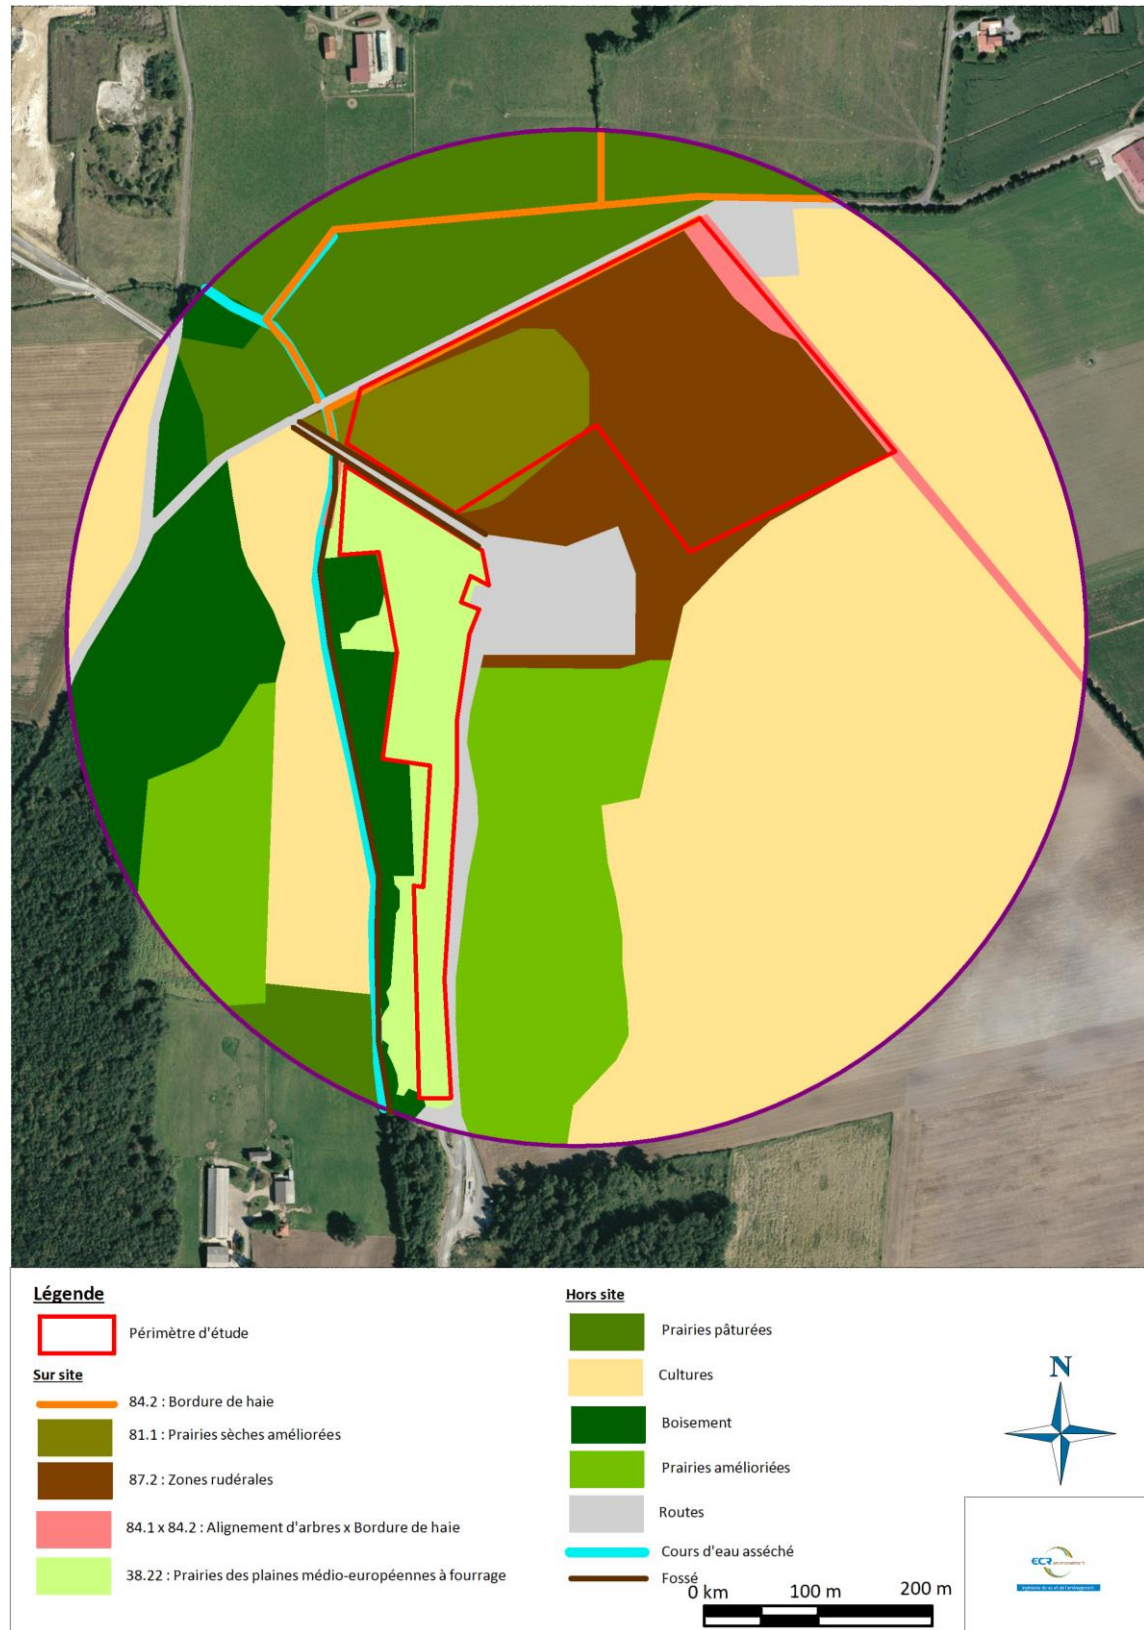 Légende
Périmètre d'étude
Sur site
84.2 : Bordure de haie
81.1 : Prairies sèches améliorées
87.2 : Zones rudérales
84.1 x 84.2 : Alignement d'arbres x Bordure de haie
38.22 : Prairies des plaines médio-européennes à fourrage
Hors site
Prairies pâturées
Cultures
Boisement
Prairies amélioriées
Routes
Cours d'eau asséché
Fossé
0 km 100 m 200 m
N
ECR environnement